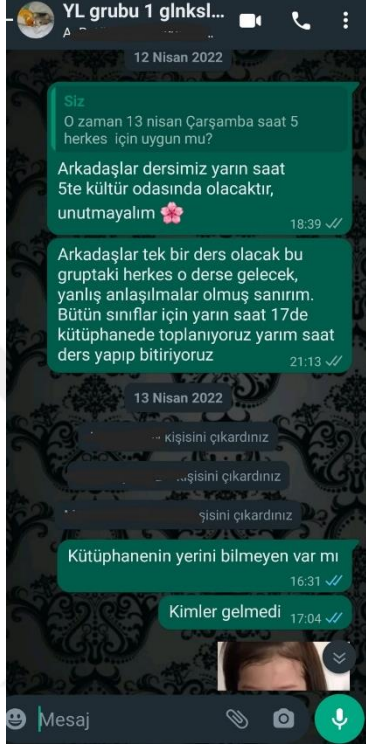 YL grubu 1 glnksl...
12 Nisan 2022
Siz
O zaman 13 nisan Çarşamba saat 5
herkes için uygun mu?
Arkadaşlar dersimiz yarın saat
5te kültür odasında olacaktır,
unutmayalım 🌸
18:39
Arkadaşlar tek bir ders olacak bu
gruptaki herkes o derse gelecek,
yanlış anlaşılmalar olmuş sanırım.
Bütün sınıflar için yarın saat 17de
kütüphanede toplanıyoruz yarım saat
ders yapıp bitiriyoruz
21:13
13 Nisan 2022
kişisini çıkardınız
çıkardınız
çıkardınız
Kütüphanenin yerini bilmeyen var mı
16:31
Kimler gelmedi 17:04
Mesaj